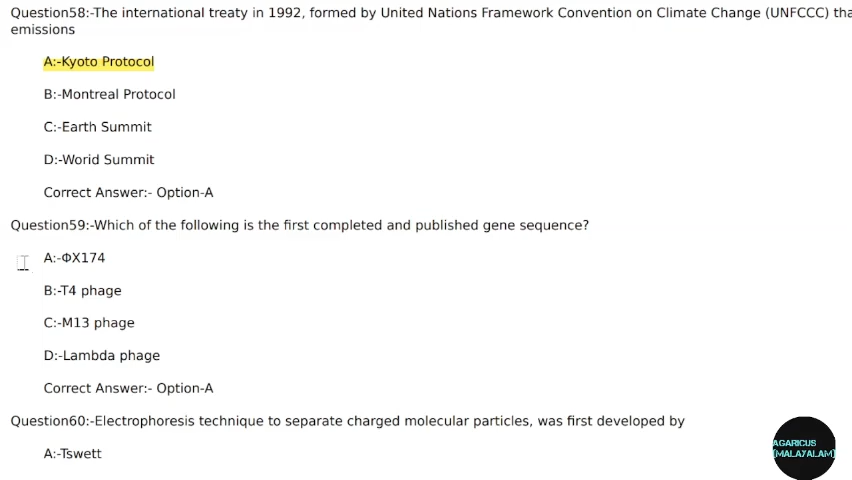 Question58:-The international treaty in 1992, formed by United Nations Framework Convention on Climate Change (UNFCCC) tha
emissions
A:-Kyoto Protocol
B:-Montreal Protocol
C:-Earth Summit
D:-Worid Summit
Correct Answer:- Option-A
Question59:-Which of the following is the first completed and published gene sequence?
A:-ΦX174
B:-T4 phage
C:-M13 phage
D:-Lambda phage
Correct Answer:- Option-A
Question60:-Electrophoresis technique to separate charged molecular particles, was first developed by
A:-Tswett
AGARICUS
(MALAYALAM)